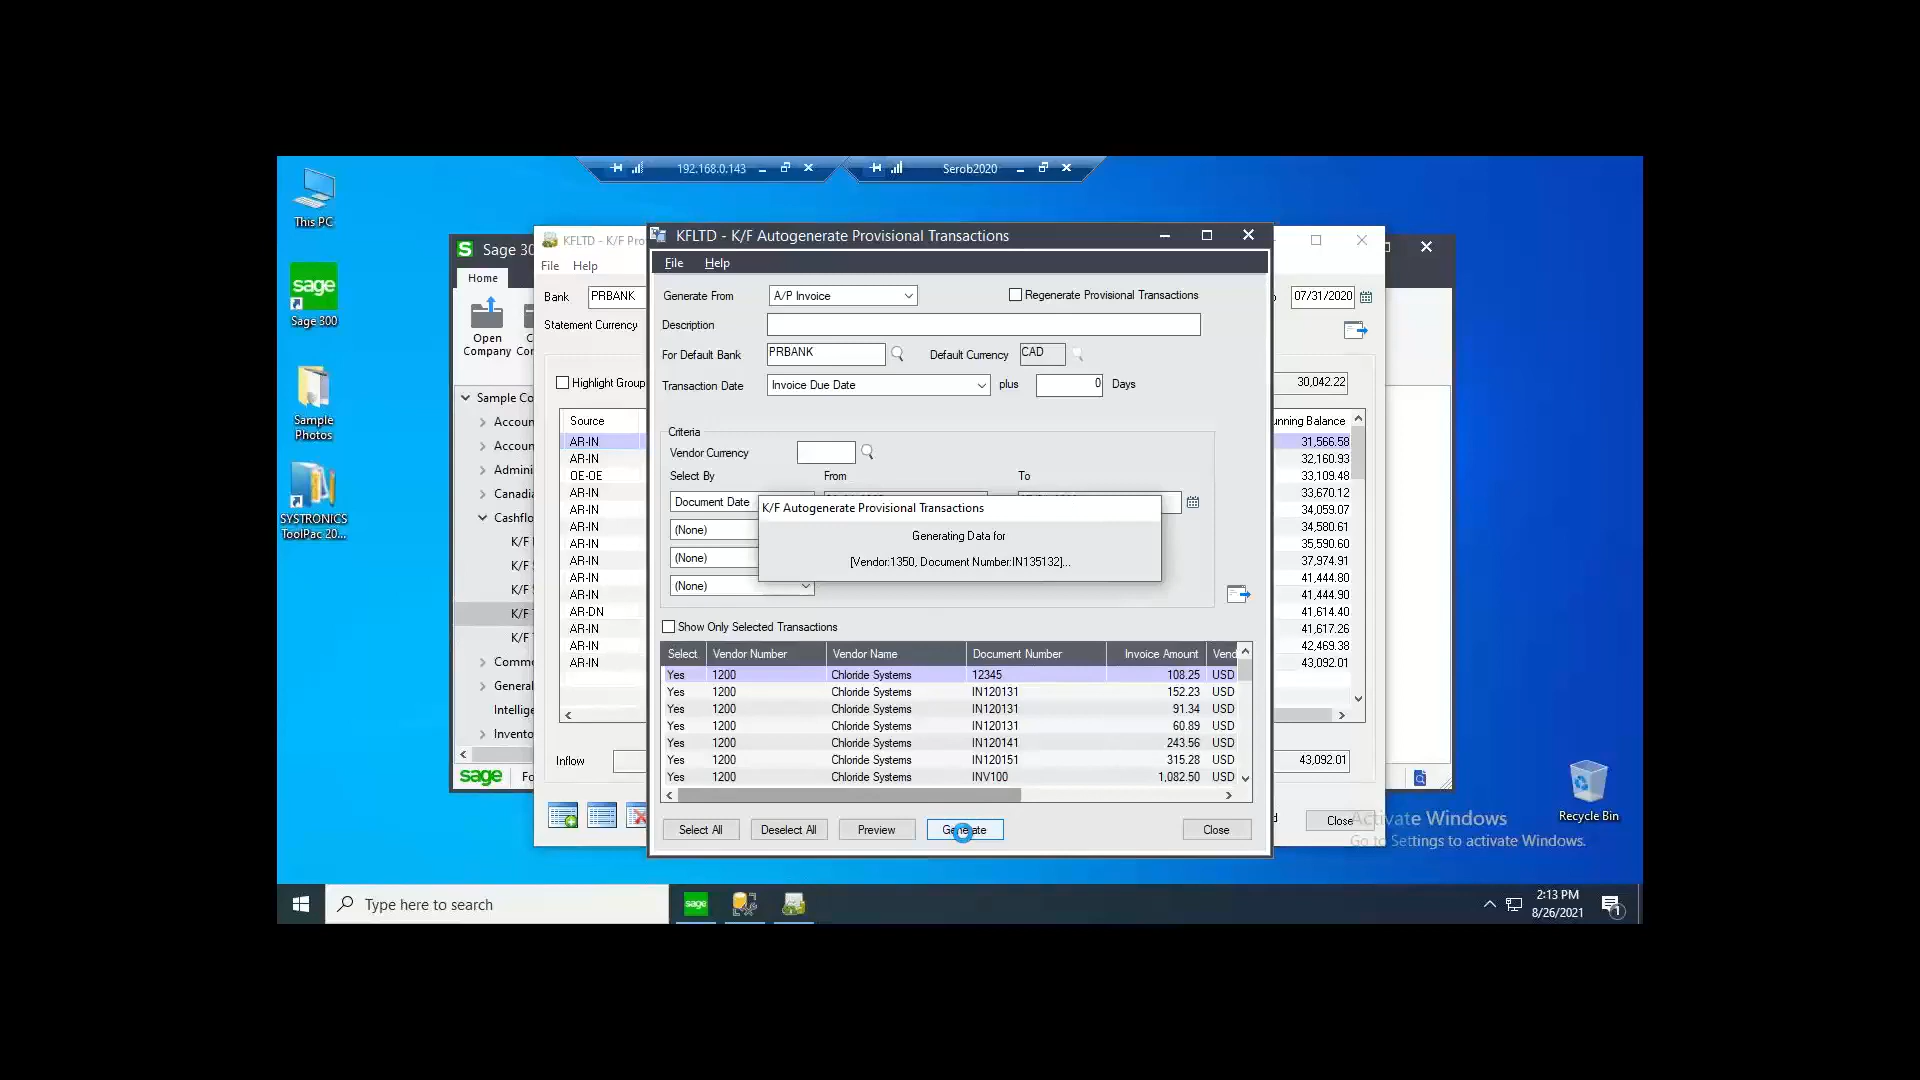 192.168.0.143
Serob2020
This PC
sage
Sage 300
Sample
Photos
SYSTRONICS
ToolPac 20...
Recycle Bin
S Sage 30
Home
Open
Company
Sample Co
Accour
Accour
Admini
Canadia
Cashflo
K/F
K/F
K/F
K/F
K/F
Comme
General
Intellige
Invento
sage
Fo
KFLTD - K/F Pro
File Help
Bank PRBANK
07/31/2020
Statement Currency
Highlight Group
30,042.22
Source
unning Balance
AR-IN 31,566.58
AR-IN 32,160.93
OE-OE 33,109.48
AR-IN 33,670.12
AR-IN 34,059.07
AR-IN 34,580.61
AR-IN 35,590.60
AR-IN 37,974.91
AR-IN 41,444.80
AR-IN 41,444.90
AR-DN 41,614.40
AR-IN 41,617.26
AR-IN 42,469.38
AR-IN 43,092.01
Inflow
43,092.01
Close
KFLTD - K/F Autogenerate Provisional Transactions
File Help
Generate From A/P Invoice Regenerate Provisional Transactions
Description
For Default Bank PRBANK Default Currency CAD
Transaction Date Invoice Due Date plus 0 Days
Criteria
Vendor Currency
Select By From To
Document Date
(None)
(None)
(None)
K/F Autogenerate Provisional Transactions
Generating Data for
[Vendor:1350, Document Number:IN135132]...
Show Only Selected Transactions
Select Vendor Number Vendor Name Document Number Invoice Amount Vend
Yes 1200 Chloride Systems 12345 108.25 USD
Yes 1200 Chloride Systems IN120131 152.23 USD
Yes 1200 Chloride Systems IN120131 91.34 USD
Yes 1200 Chloride Systems IN120131 60.89 USD
Yes 1200 Chloride Systems IN120141 243.56 USD
Yes 1200 Chloride Systems IN120151 315.28 USD
Yes 1200 Chloride Systems INV100 1,082.50 USD
Select All Deselect All Preview Generate Close
Activate Windows
Go to Settings to activate Windows.
Type here to search
sage
2:13 PM
8/26/2021
1